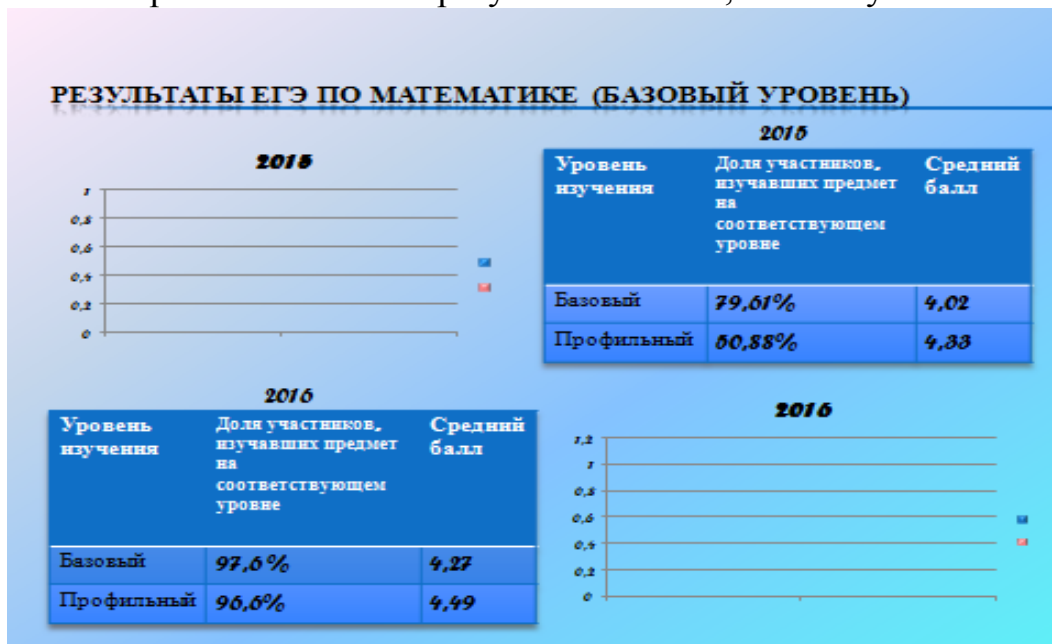 РЕЗУЛЬТАТЫ ЕГЭ ПО МАТЕМАТИКЕ (БАЗОВЫЙ УРОВЕНЬ)
2015
1
0,8
0,6
0,4
0,2
0
2015
Уровень изучения
Доля участников, изучавших предмет на соответствующем уровне
Средний балл
Базовый 79,61% 4,02
Профильный 50,88% 4,33
2016
Уровень изучения
Доля участников, изучавших предмет на соответствующем уровне
Средний балл
Базовый 97,6% 4,27
Профильный 96,6% 4,49
2016
1,2
1
0,8
0,6
0,4
0,2
0